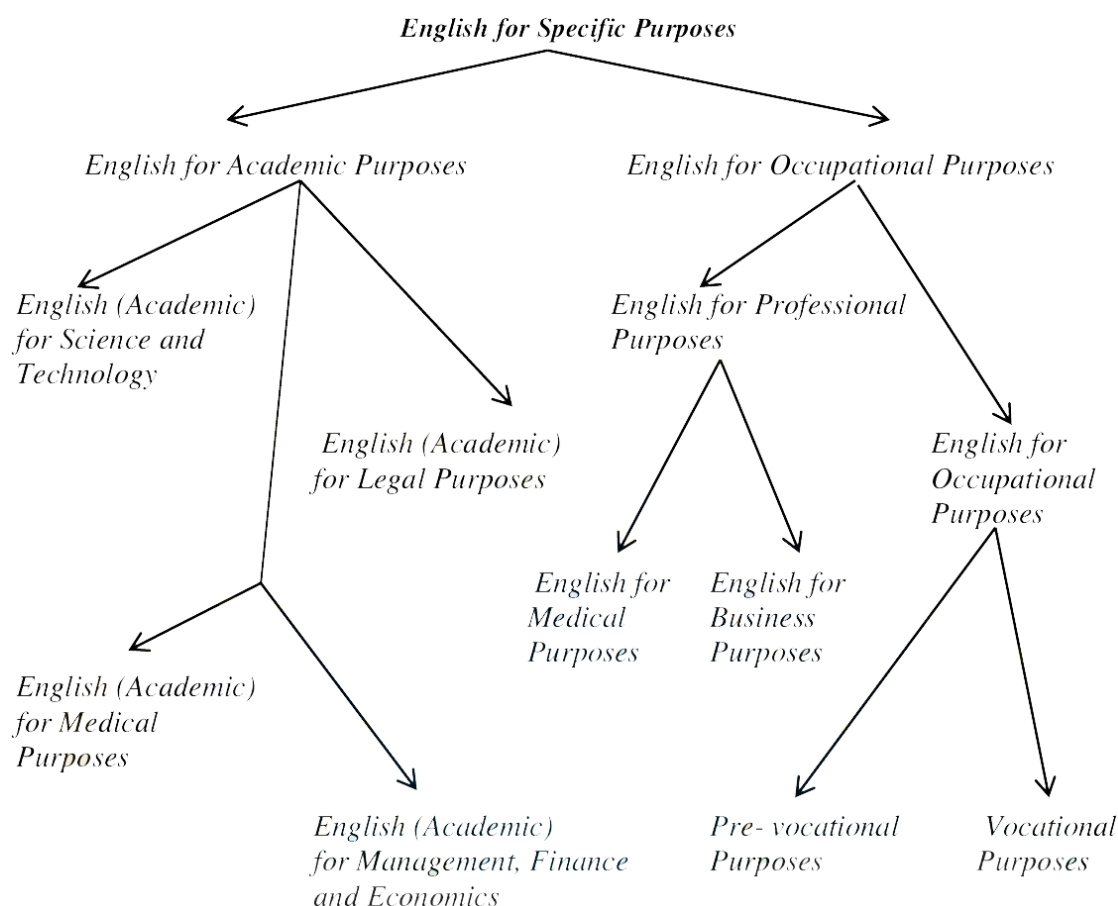 English for Specific Purposes
English for Academic Purposes
English for Occupational Purposes
English (Academic)
for Science and
Technology
English for Professional
Purposes
English (Academic)
for Legal Purposes
English for
Occupational
Purposes
English for
Medical
Purposes
English for
Business
Purposes
English (Academic)
for Medical
Purposes
English (Academic)
for Management, Finance
and Economics
Pre- vocational
Purposes
Vocational
Purposes